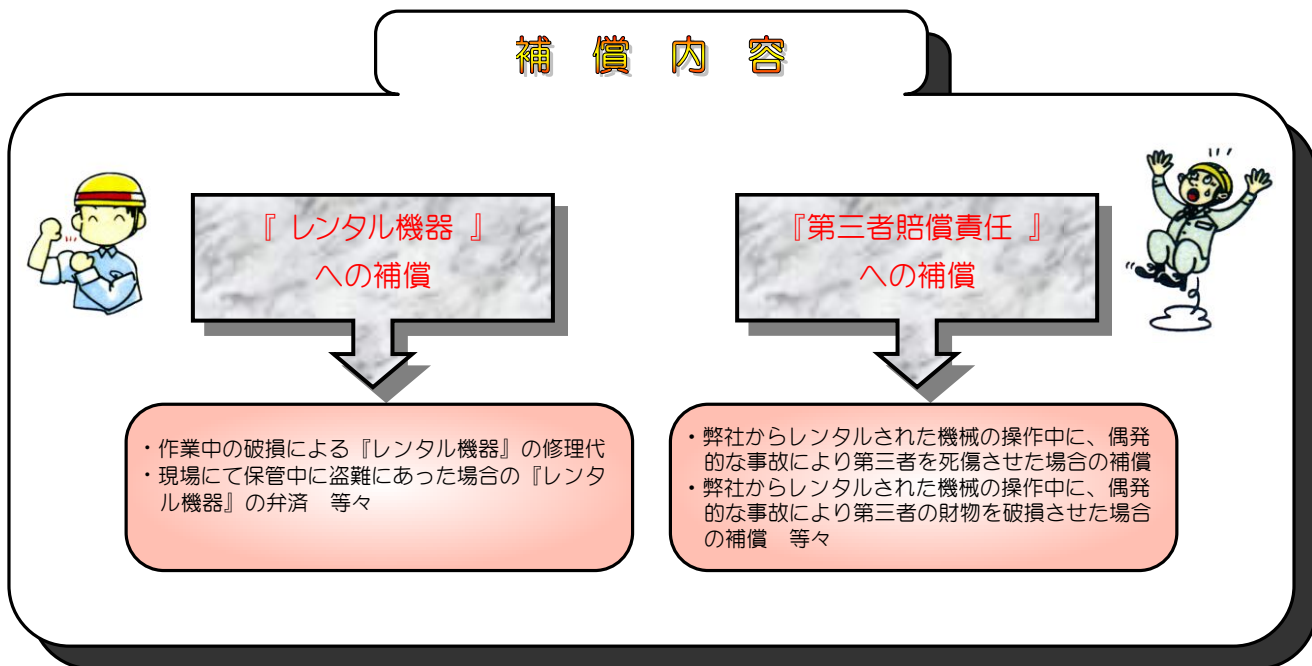 補 償 内 容
『 レンタル機器 』
への補償
『第三者賠償責任 』
への補償
・作業中の破損による『レンタル機器』の修理代
・現場にて保管中に盗難にあった場合の『レンタ
ル機器』の弁済　等々
・弊社からレンタルされた機械の操作中に、偶発
的な事故により第三者を死傷させた場合の補償
・弊社からレンタルされた機械の操作中に、偶発
的な事故により第三者の財物を破損させた場合
の補償　等々